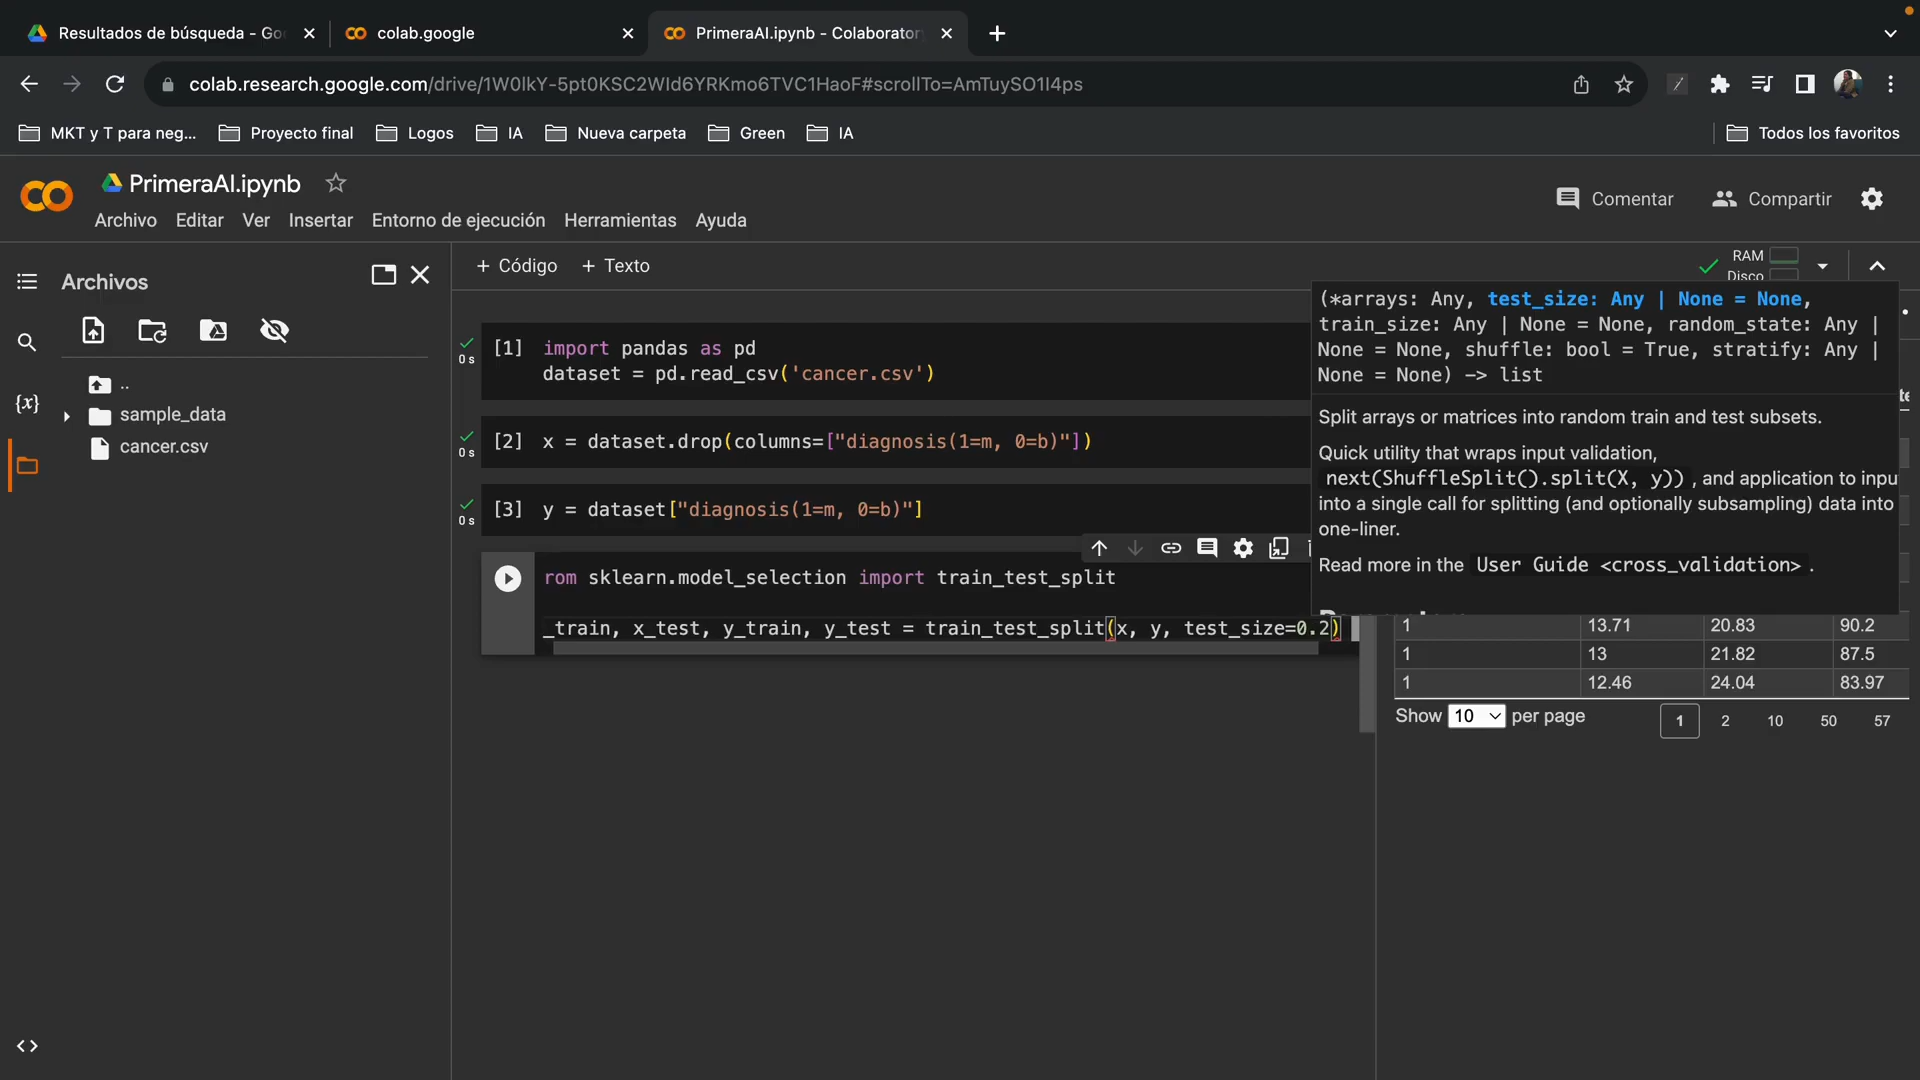 Resultados de búsqueda - Go
colab.google
PrimeraAI.ipynb - Colaboratory
colab.research.google.com/drive/1W0lkY-5pt0KSC2WId6YRKmo6TVC1HaoF#scrollTo=AmTuySO1I4ps
MKT y T para neg...
Proyecto final
Logos
IA
Nueva carpeta
Green
IA
Todos los favoritos
PrimeraAI.ipynb
Comentar
Compartir
Archivo Editar Ver Insertar Entorno de ejecución Herramientas Ayuda
Archivos
..
sample_data
cancer.csv
{x}
<>
+ Código + Texto
RAM
Disco
0 s
[1] import pandas as pd
dataset = pd.read_csv('cancer.csv')
0 s
[2] x = dataset.drop(columns=["diagnosis(1=m, 0=b)"])
0 s
[3] y = dataset["diagnosis(1=m, 0=b)"]
rom sklearn.model_selection import train_test_split
_train, x_test, y_train, y_test = train_test_split(x, y, test_size=0.2)
(*arrays: Any, test_size: Any | None = None,
train_size: Any | None = None, random_state: Any |
None = None, shuffle: bool = True, stratify: Any |
None = None) -> list
Split arrays or matrices into random train and test subsets.
Quick utility that wraps input validation,
next(ShuffleSplit().split(X, y)) , and application to input
into a single call for splitting (and optionally subsampling) data into
one-liner.
Read more in the User Guide <cross_validation> .
1 13.71 20.83 90.2
1 13 21.82 87.5
1 12.46 24.04 83.97
Show 10 per page
1 2 10 50 57